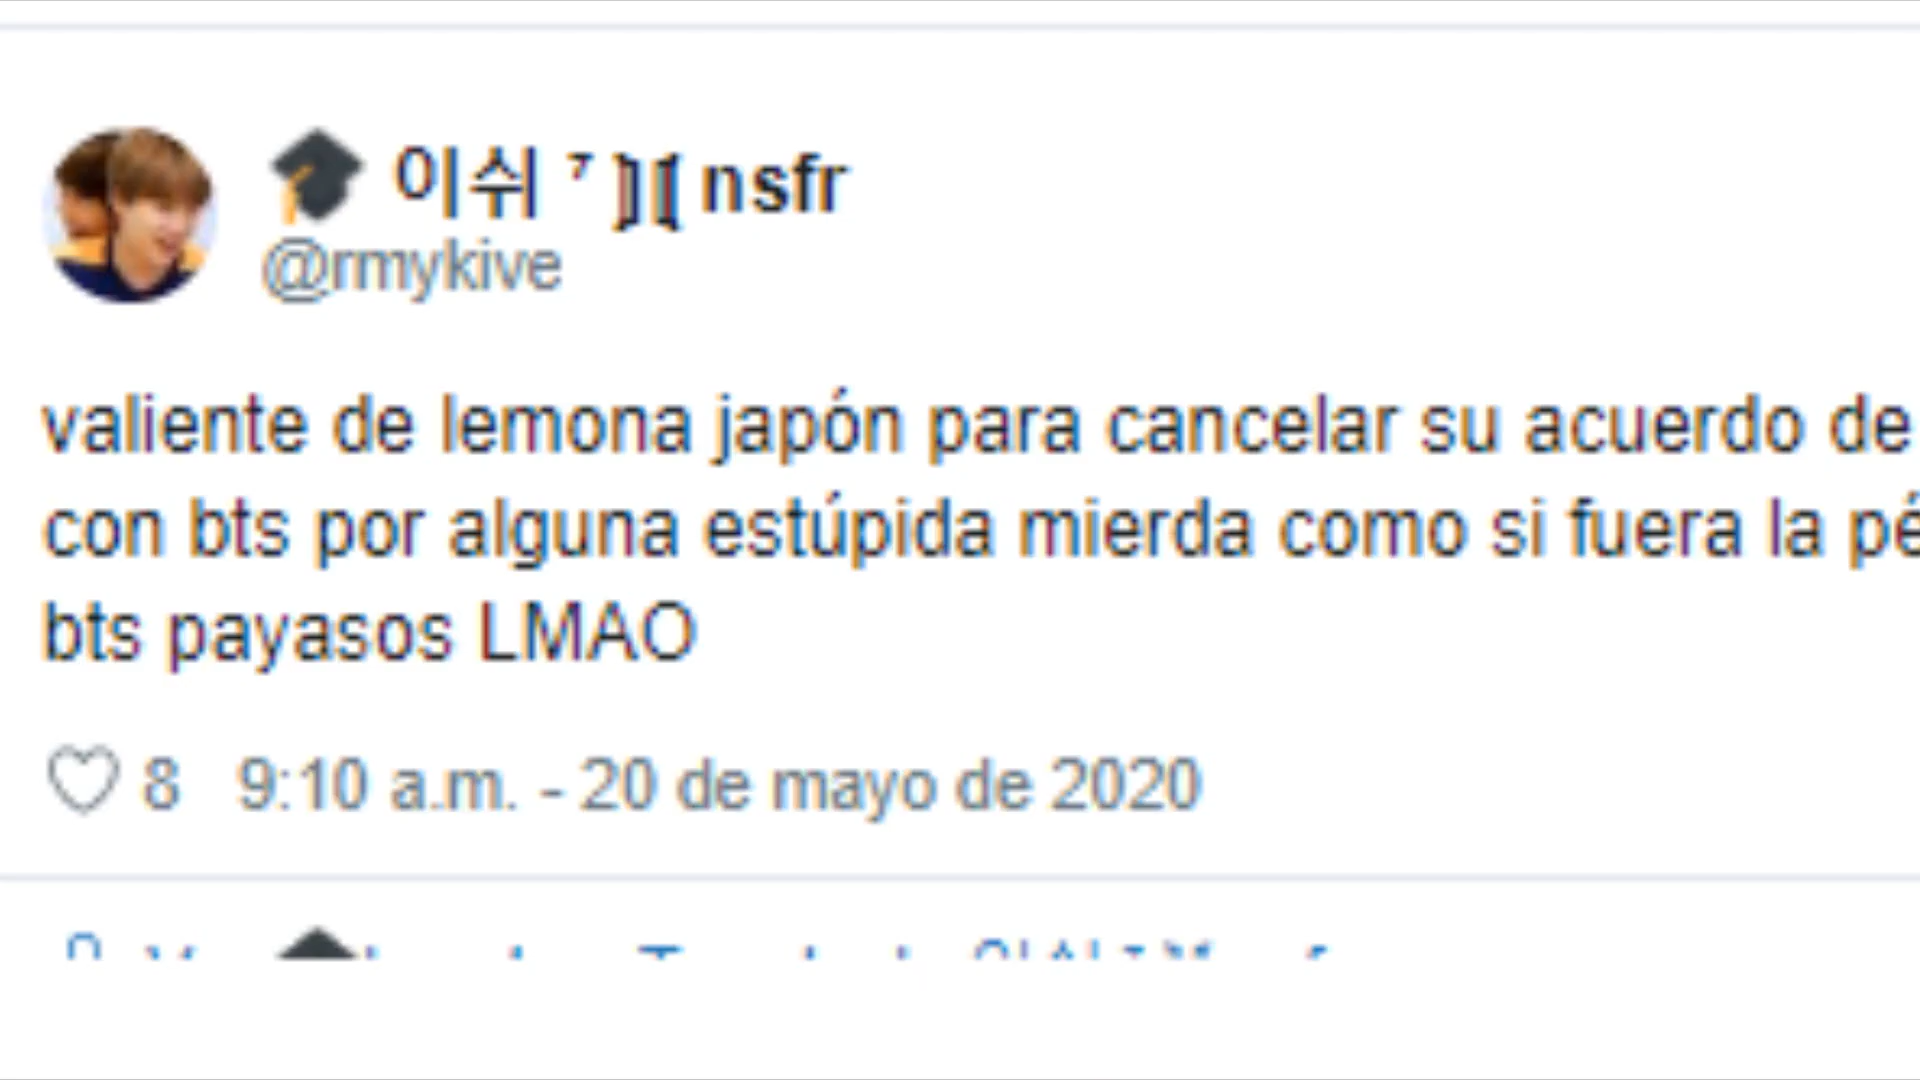 이쉬 ⁷ ⟭⟬ nsfr
@rmykive
valiente de lemona japón para cancelar su acuerdo de
con bts por alguna estúpida mierda como si fuera la
bts payasos LMAO
8 9:10 a.m. - 20 de mayo de 2020